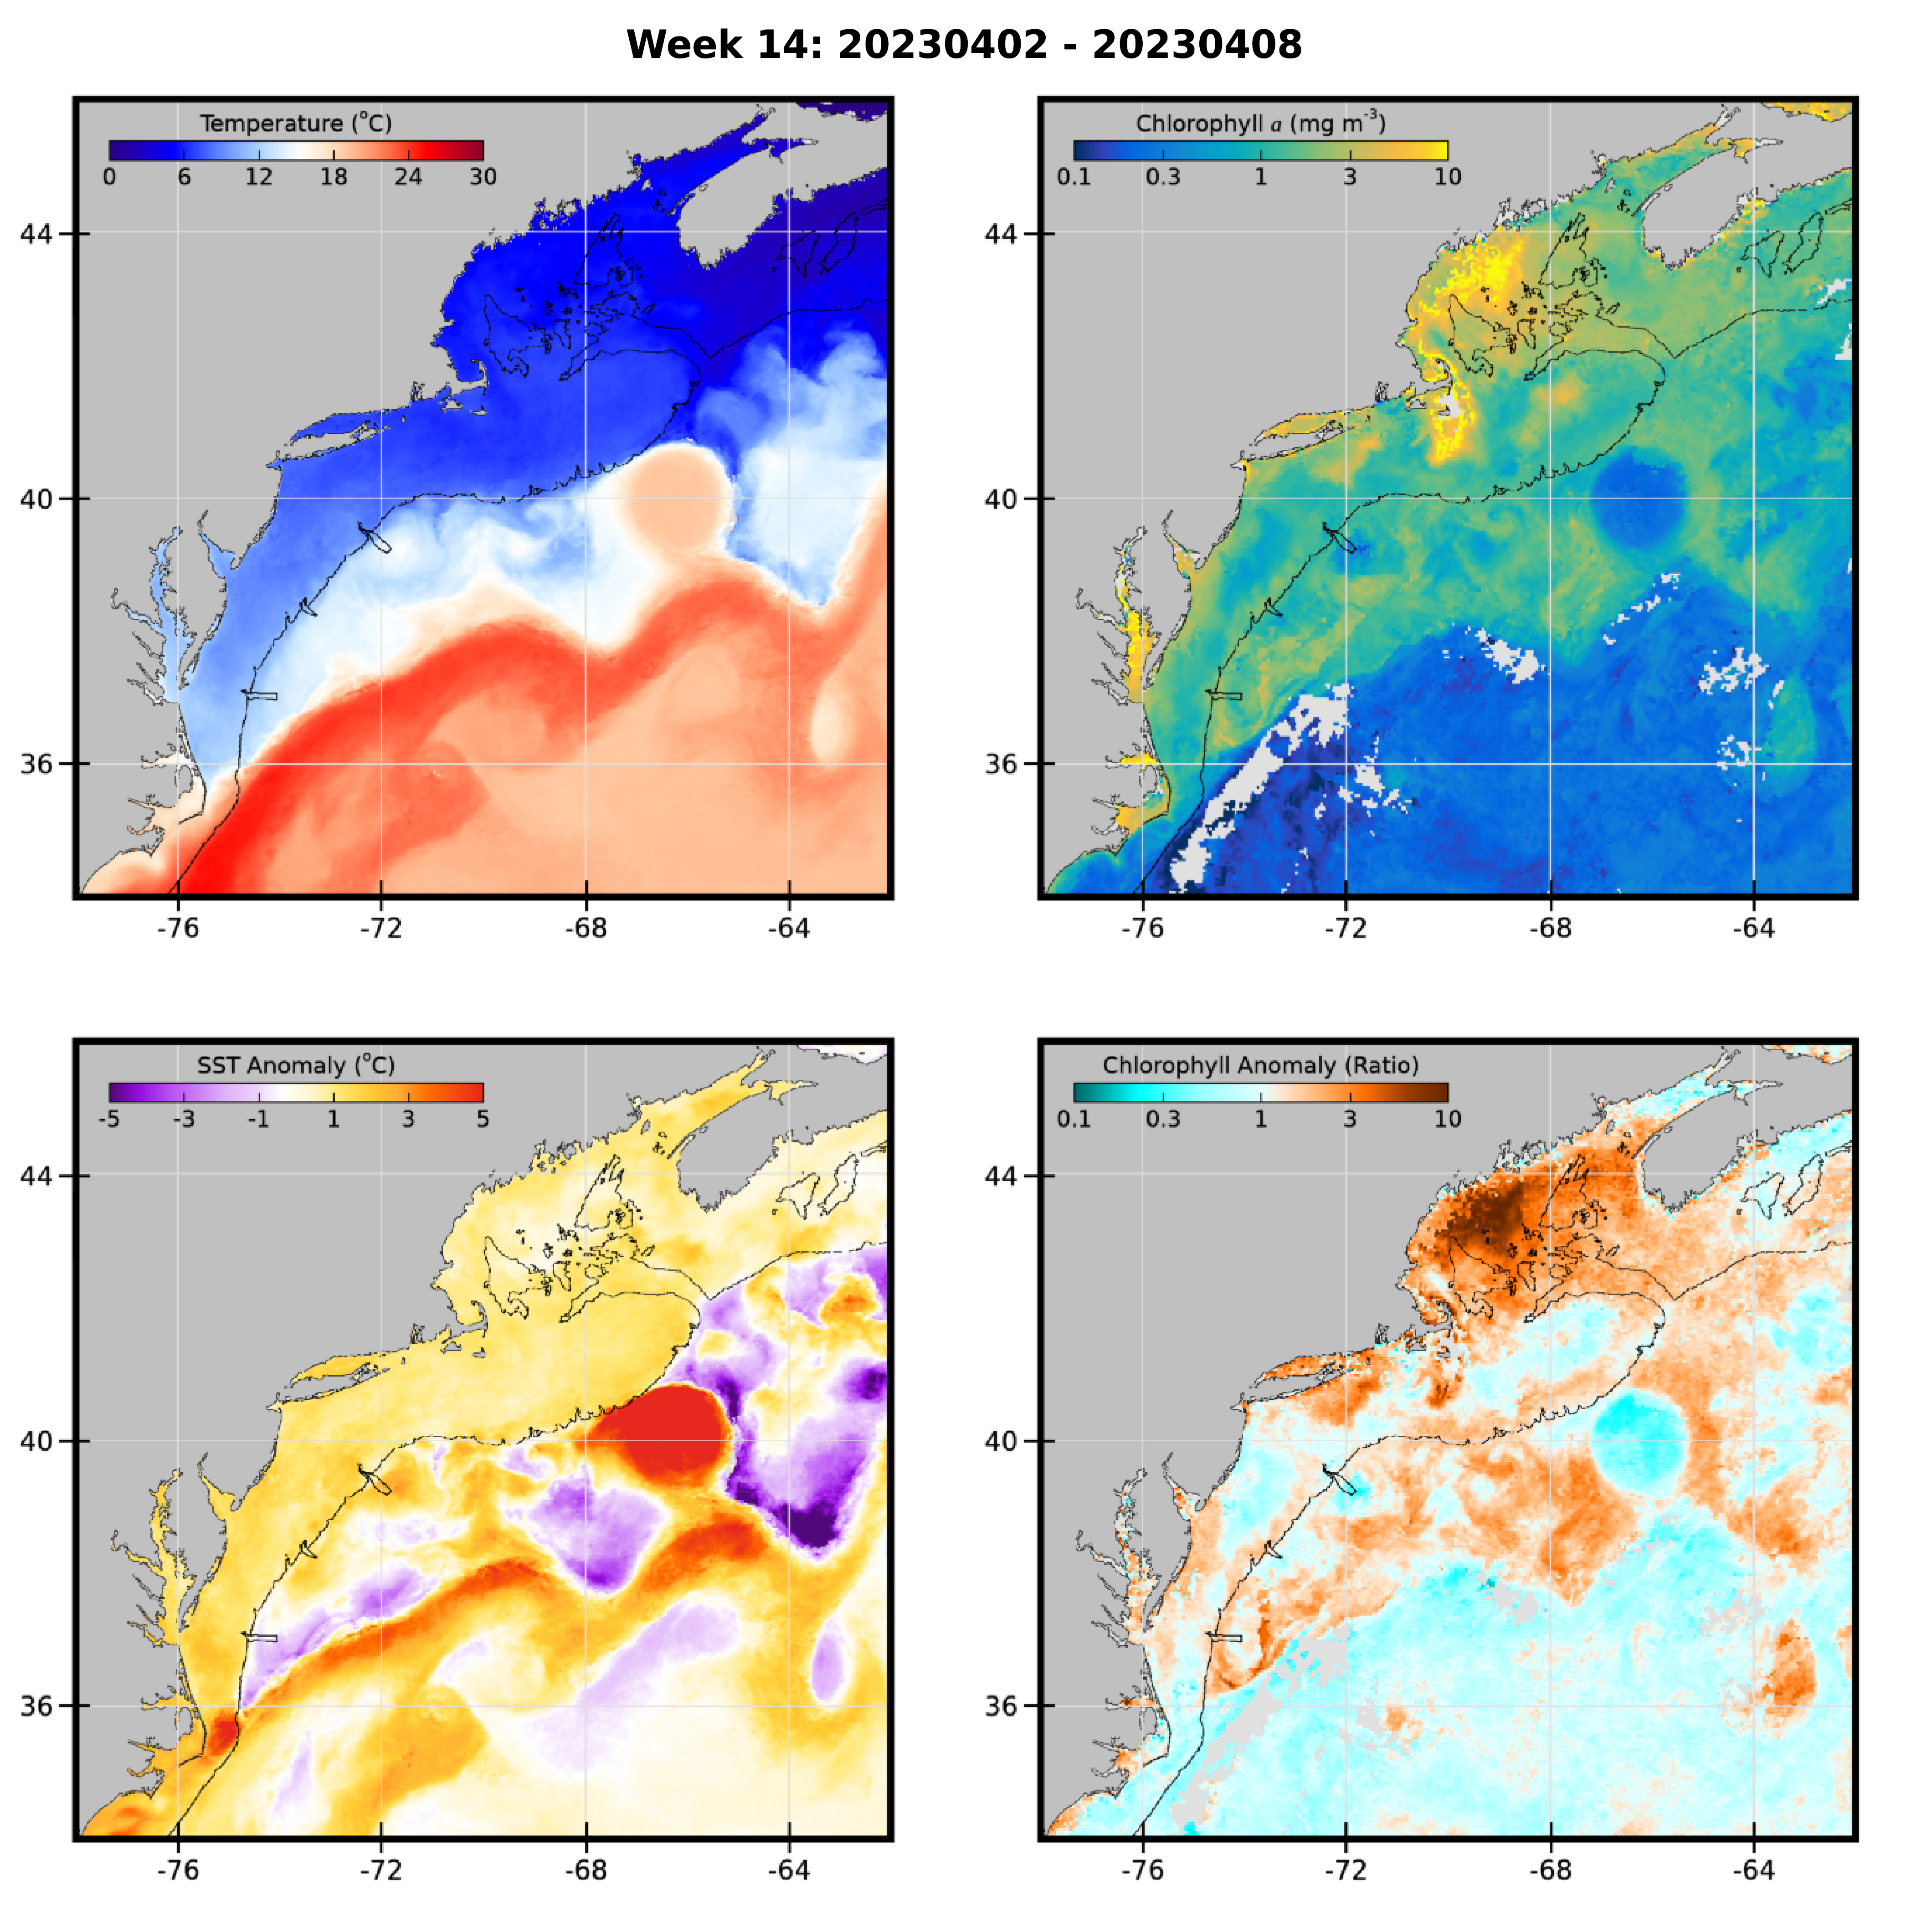 Week 14: 20230402 - 20230408
Temperature (°C)
0 6 12 18 24 30
44
40
36
-76 -72 -68 -64
Chlorophyll a (mg m⁻³)
0.1 0.3 1 3 10
44
40
36
-76 -72 -68 -64
SST Anomaly (°C)
-5 -3 -1 1 3 5
44
40
36
-76 -72 -68 -64
Chlorophyll Anomaly (Ratio)
0.1 0.3 1 3 10
44
40
36
-76 -72 -68 -64